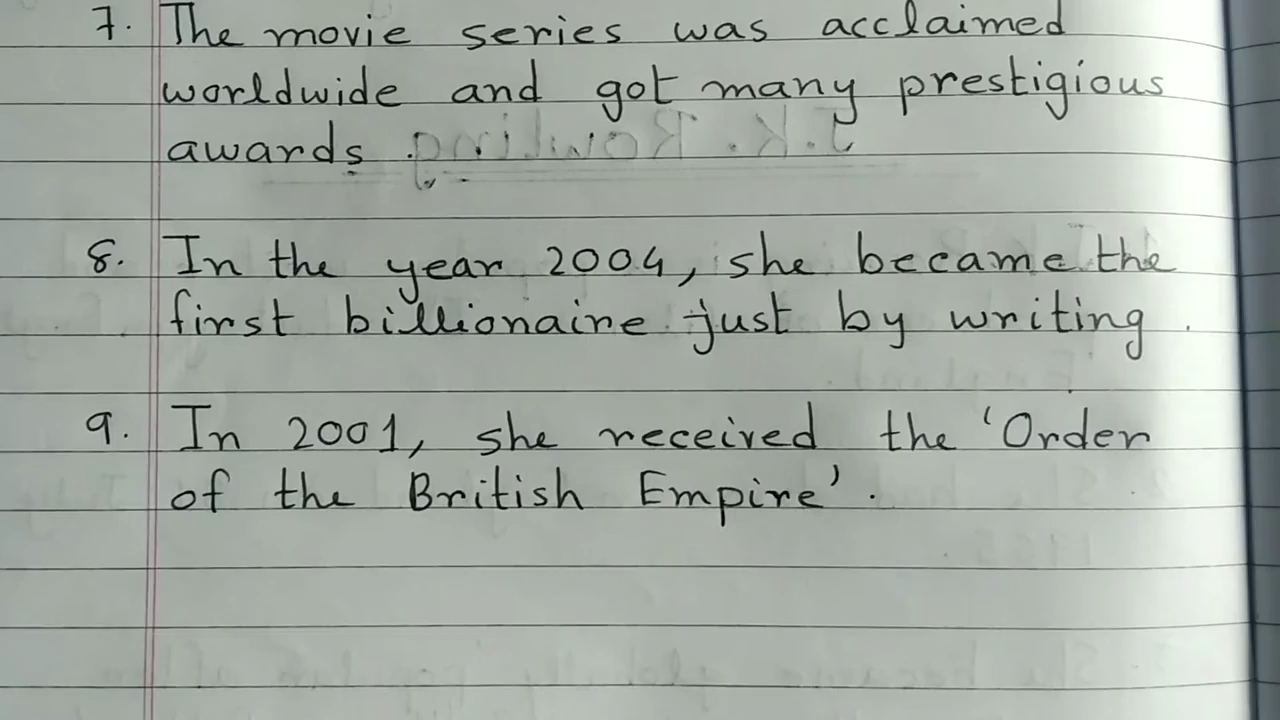 7. The movie series was acclaimed
worldwide and got many prestigious
awards.
J. K. Rowling
8. In the year 2004, she became the
first billionaire just by writing.
9. In 2001, she received the 'Order
of the British Empire'.